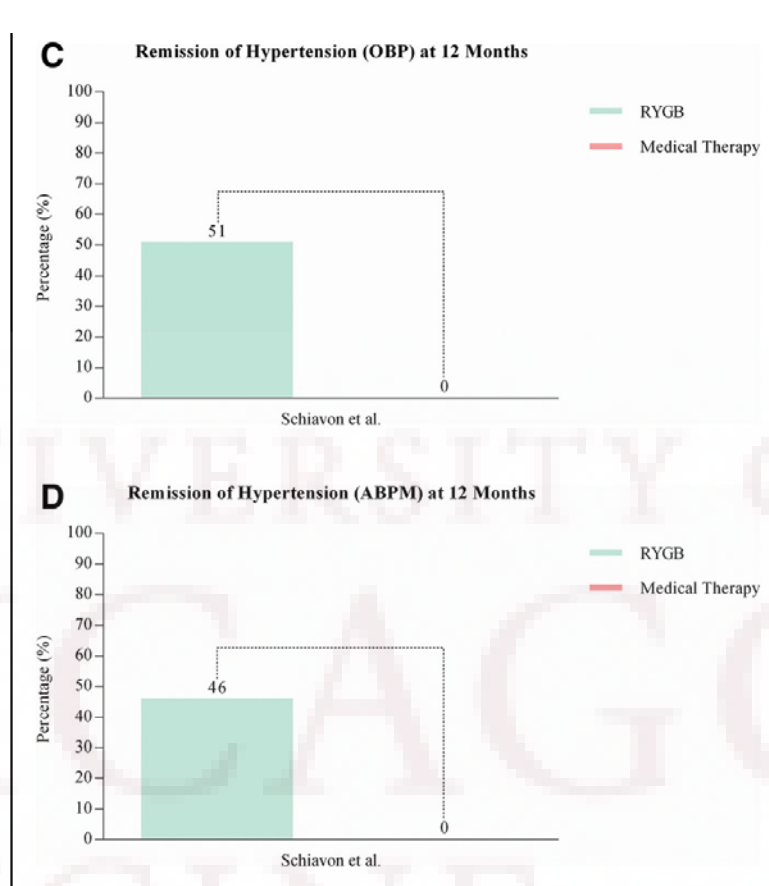 C
Remission of Hypertension (OBP) at 12 Months
100
90
80
70
60
50
40
30
20
10
0
Percentage (%)
51
0
Schiavon et al.
RYGB
Medical Therapy
D
Remission of Hypertension (ABPM) at 12 Months
100
90
80
70
60
50
40
30
20
10
0
Percentage (%)
46
0
Schiavon et al.
RYGB
Medical Therapy
IVERSITY
CAGO